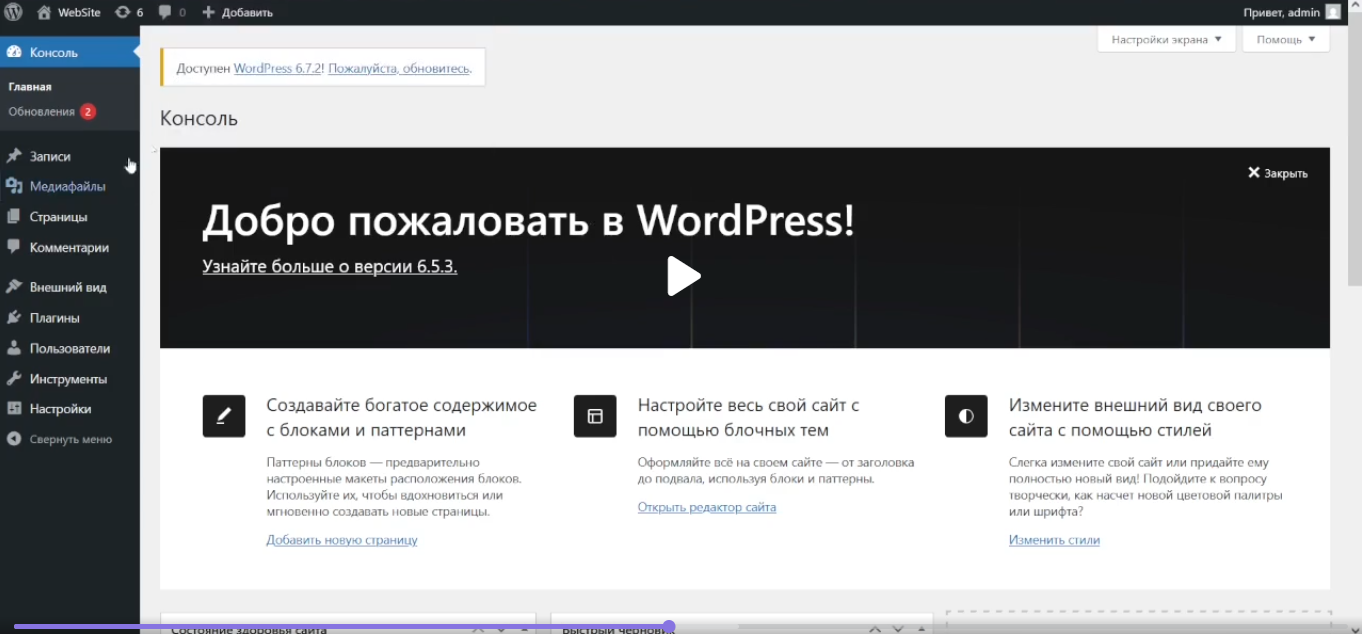 WebSite 6 0 Добавить Привет, admin
Консоль
Главная
Обновления 2
Записи
Медиафайлы
Страницы
Комментарии
Внешний вид
Плагины
Пользователи
Инструменты
Настройки
Свернуть меню
Настройки экрана Помощь
Доступен WordPress 6.7.2! Пожалуйста, обновитесь.
Консоль
Закрыть
Добро пожаловать в WordPress!
Узнайте больше о версии 6.5.3.
Создавайте богатое содержимое
с блоками и паттернами
Паттерны блоков — предварительно
настроенные макеты расположения блоков.
Используйте их, чтобы вдохновиться или
мгновенно создавать новые страницы.
Добавить новую страницу
Настройте весь свой сайт с
помощью блочных тем
Оформляйте всё на своем сайте — от заголовка
до подвала, используя блоки и паттерны.
Открыть редактор сайта
Измените внешний вид своего
сайта с помощью стилей
Слегка измените свой сайт или придайте ему
полностью новый вид! Подойдите к вопросу
творчески, как насчет новой цветовой палитры
или шрифта?
Изменить стили
Состояние здоровья сайта
Быстрый черновик